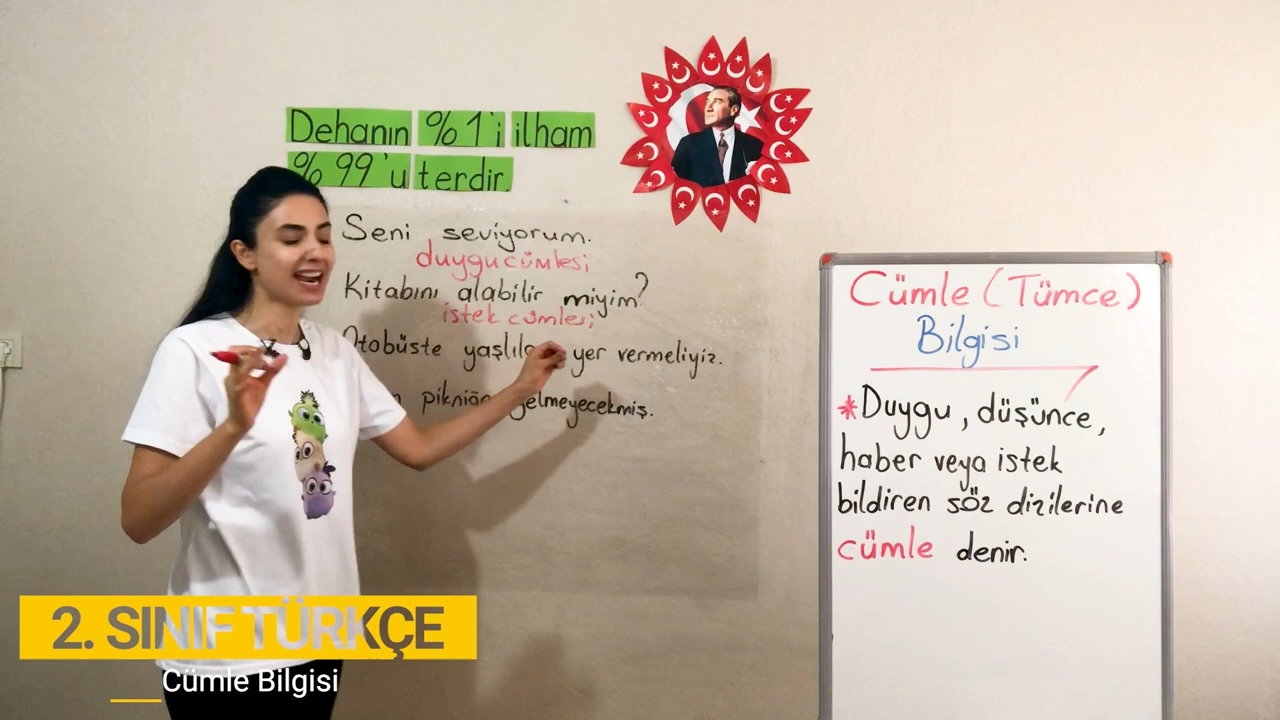 Dehanın %1'i ilham
%99'u terdir.
Seni seviyorum.
duygu cümlesi
Kitabını alabilir miyim?
istek cümlesi
Otobüste yer vermeliyiz.
gelmeyecekmiş.
Cümle (Tümce)
Bilgisi
*Duygu, düşünce,
haber veya istek
bildiren söz dizilerine
cümle denir.
2. SINIF TÜRKÇE
Cümle Bilgisi